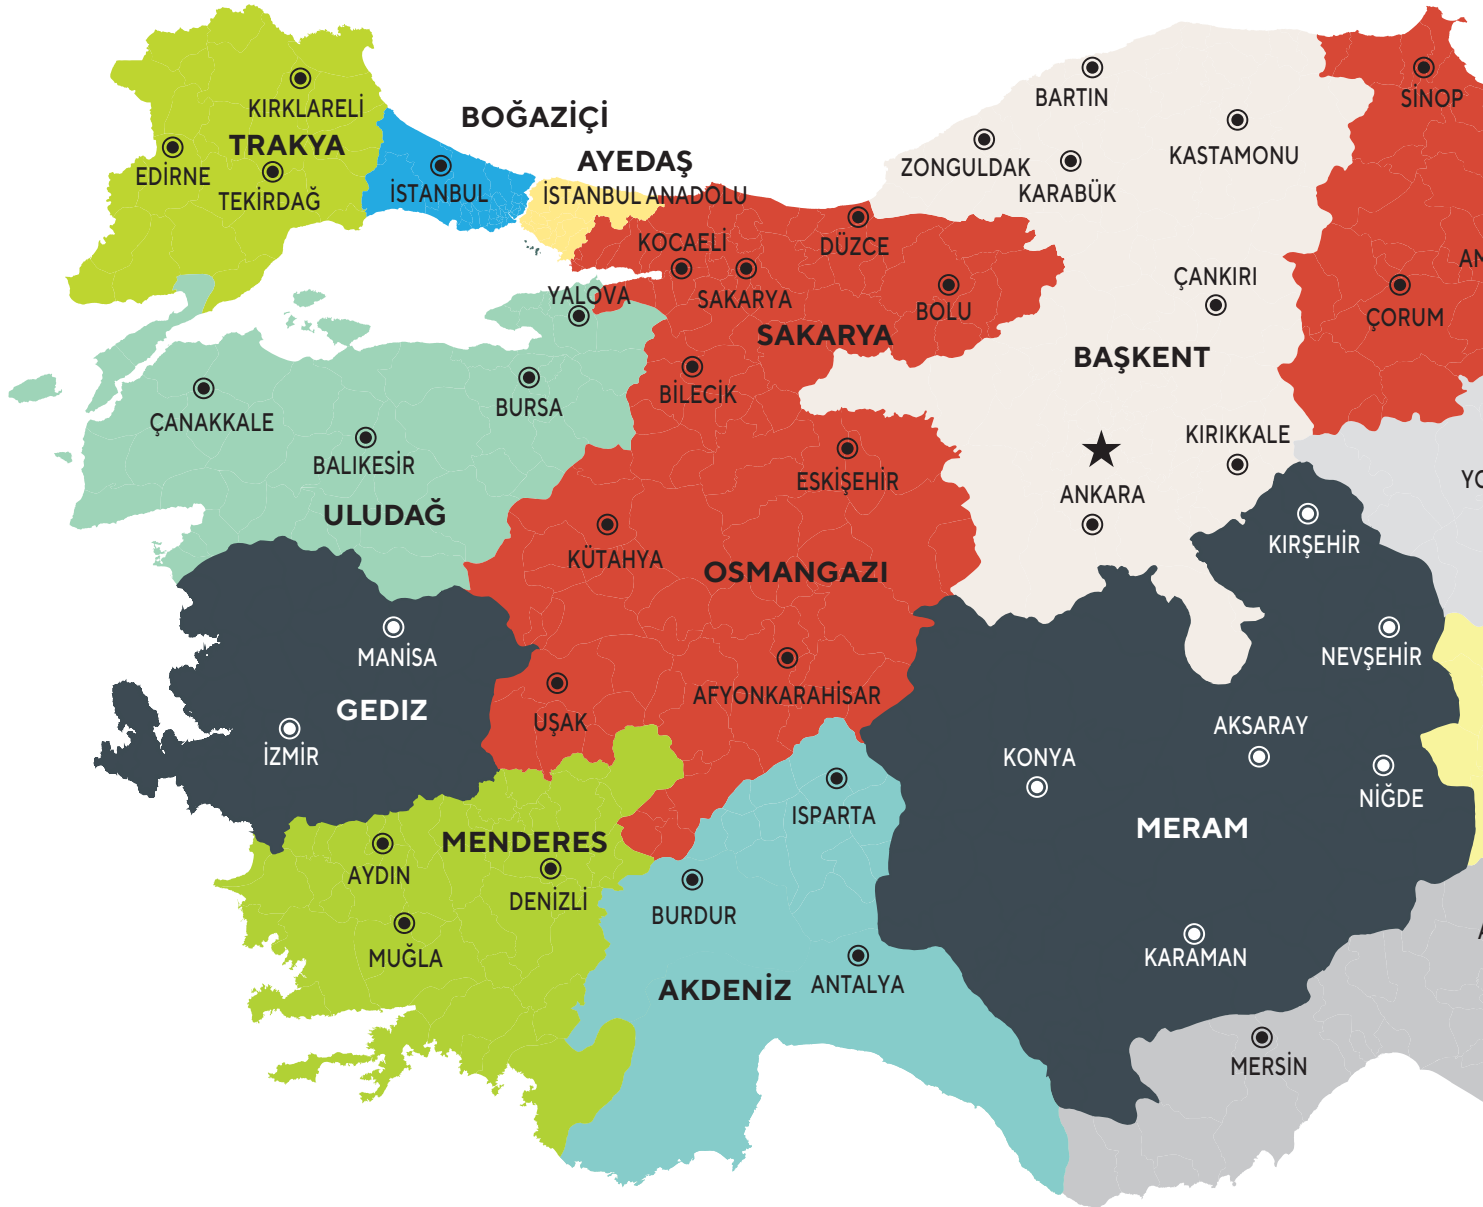 KIRKLARELİ
TRAKYA
EDİRNE
TEKİRDAĞ
BOĞAZİÇİ
İSTANBUL
AYEDAŞ
İSTANBUL ANADOLU
BARTIN
ZONGULDAK
KARABÜK
KASTAMONU
SİNOP
KOCAELİ
DÜZCE
YALOVA
SAKARYA
BOLU
SAKARYA
ÇANKIRI
AN
ÇORUM
BAŞKENT
BİLECİK
BURSA
ÇANAKKALE
BALIKESİR
ULUDAĞ
ESKİŞEHİR
KIRIKKALE
ANKARA
YO
KÜTAHYA
OSMANGAZI
KIRŞEHİR
MANİSA
NEVŞEHİR
GEDIZ
UŞAK
AFYONKARAHİSAR
İZMİR
KONYA
AKSARAY
NİĞDE
ISPARTA
MERAM
MENDERES
AYDIN
DENİZLİ
BURDUR
MUĞLA
KARAMAN
AKDENİZ
ANTALYA
MERSİN